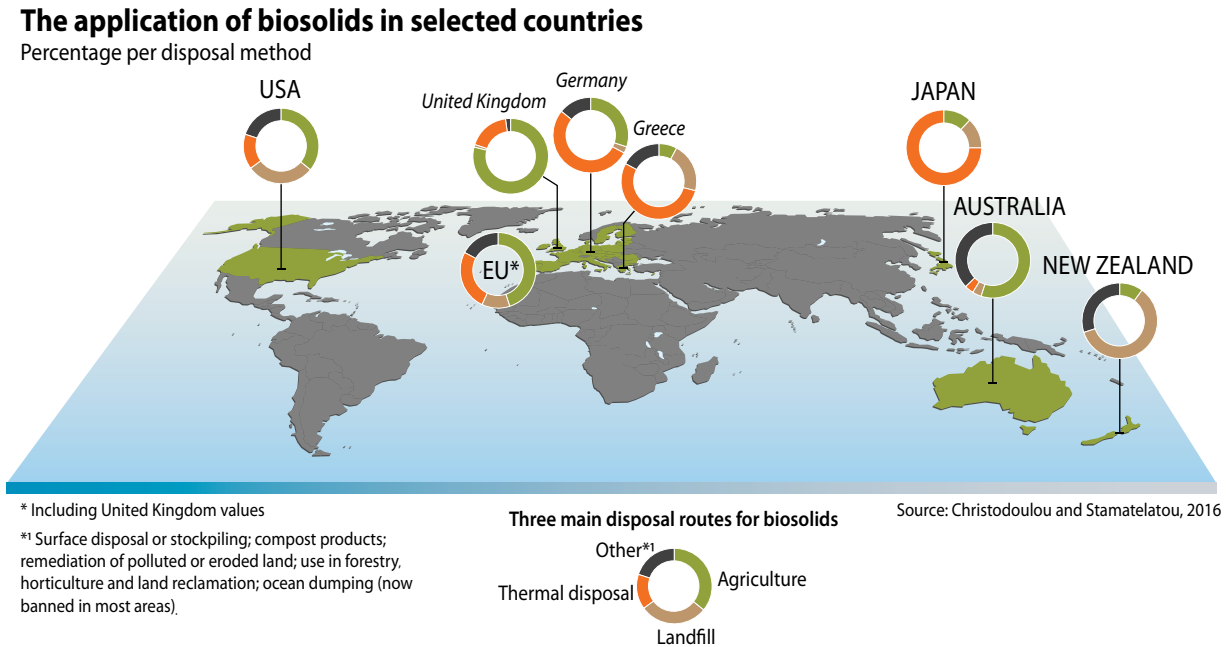 The application of biosolids in selected countries
Percentage per disposal method
USA
United Kingdom
Germany
Greece
JAPAN
AUSTRALIA
NEW ZEALAND
EU*
* Including United Kingdom values
*¹ Surface disposal or stockpiling; compost products;
remediation of polluted or eroded land; use in forestry,
horticulture and land reclamation; ocean dumping (now
banned in most areas).
Three main disposal routes for biosolids
Other*¹
Agriculture
Thermal disposal
Landfill
Source: Christodoulou and Stamatelatou, 2016